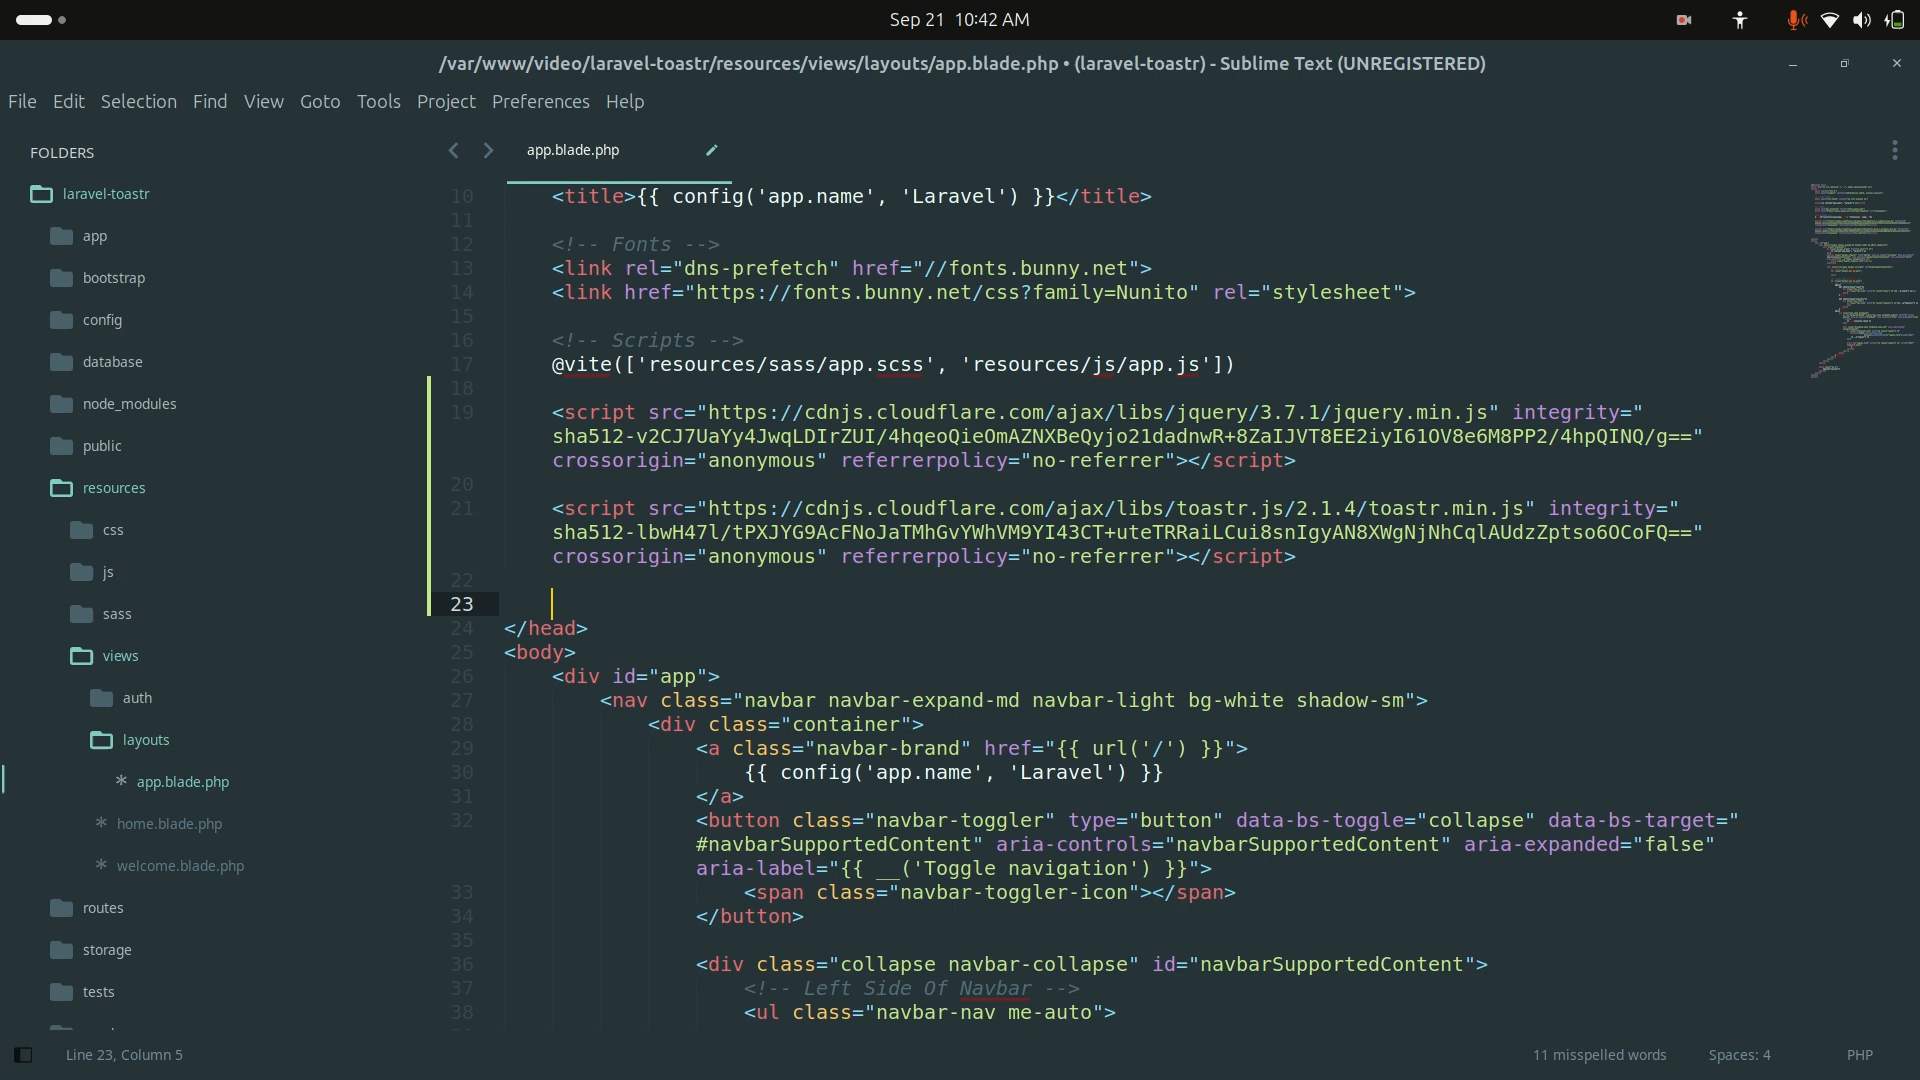 Sep 21 10:42 AM
/var/www/video/laravel-toastr/resources/views/layouts/app.blade.php • (laravel-toastr) - Sublime Text (UNREGISTERED)
File Edit Selection Find View Goto Tools Project Preferences Help
FOLDERS
laravel-toastr
app
bootstrap
config
database
node_modules
public
resources
css
js
sass
views
auth
layouts
* app.blade.php
* home.blade.php
* welcome.blade.php
routes
storage
tests
app.blade.php
10 <title>{{ config('app.name', 'Laravel') }}</title>
11
12 <!-- Fonts -->
13 <link rel="dns-prefetch" href="//fonts.bunny.net">
14 <link href="https://fonts.bunny.net/css?family=Nunito" rel="stylesheet">
15
16 <!-- Scripts -->
17 @vite(['resources/sass/app.scss', 'resources/js/app.js'])
18
19 <script src="https://cdnjs.cloudflare.com/ajax/libs/jquery/3.7.1/jquery.min.js" integrity="
sha512-v2CJ7UaYy4JwqLDIrZUI/4hqeoQieOmAZNXBeQyjo21dadnwR+8ZaIJVT8EE2iyI61OV8e6M8PP2/4hpQINQ/g=="
crossorigin="anonymous" referrerpolicy="no-referrer"></script>
20
21 <script src="https://cdnjs.cloudflare.com/ajax/libs/toastr.js/2.1.4/toastr.min.js" integrity="
sha512-lbwH47l/tPXJYG9AcFNoJaTMhGvYWhVM9YI43CT+uteTRRaiLCui8snIgyAN8XWgNjNhCqlAUdzZptso6OCoFQ=="
crossorigin="anonymous" referrerpolicy="no-referrer"></script>
22
23
24 </head>
25 <body>
26 <div id="app">
27 <nav class="navbar navbar-expand-md navbar-light bg-white shadow-sm">
28 <div class="container">
29 <a class="navbar-brand" href="{{ url('/') }}">
30 {{ config('app.name', 'Laravel') }}
31 </a>
32 <button class="navbar-toggler" type="button" data-bs-toggle="collapse" data-bs-target="
#navbarSupportedContent" aria-controls="navbarSupportedContent" aria-expanded="false"
aria-label="{{ __('Toggle navigation') }}">
33 <span class="navbar-toggler-icon"></span>
34 </button>
35
36 <div class="collapse navbar-collapse" id="navbarSupportedContent">
37 <!-- Left Side Of Navbar -->
38 <ul class="navbar-nav me-auto">
Line 23, Column 5
11 misspelled words
Spaces: 4
PHP